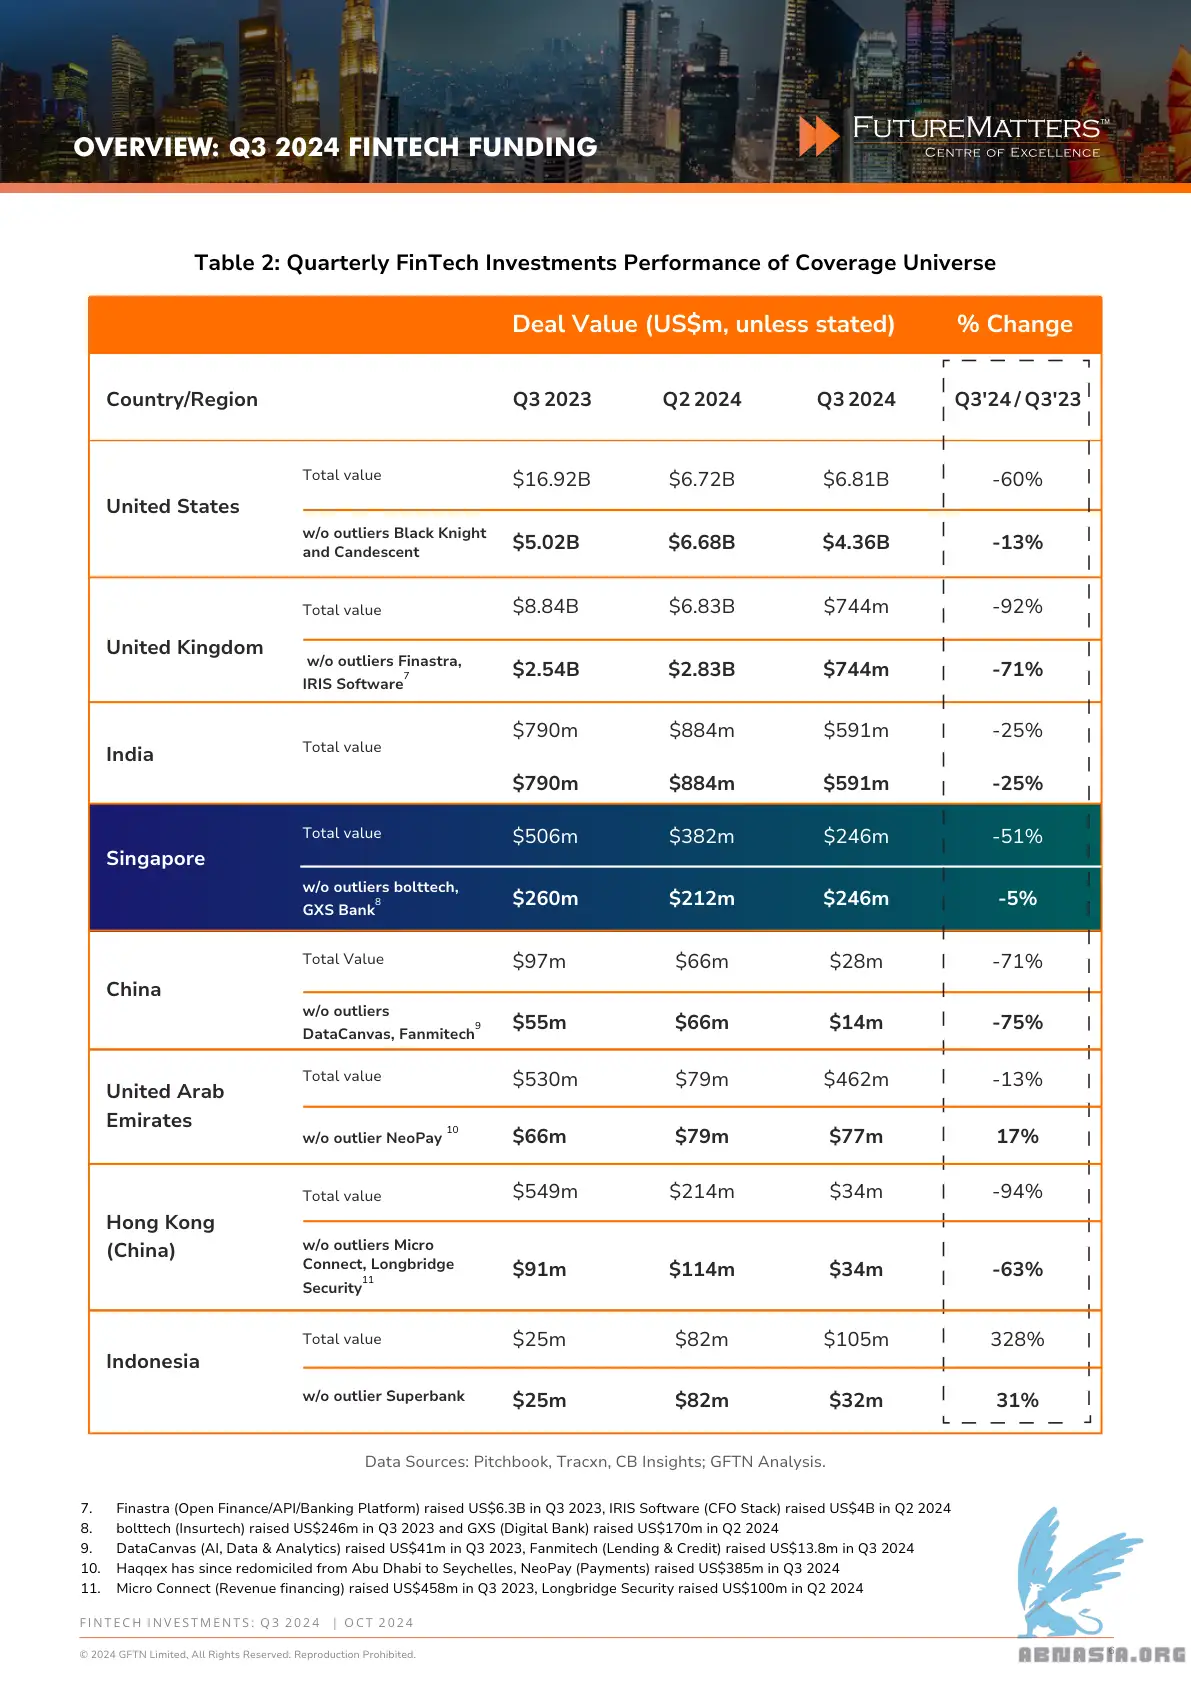 OVERVIEW: Q3 2024 FINTECH FUNDING
FUTUREMATTERS™
CENTRE OF EXCELLENCE
Table 2: Quarterly FinTech Investments Performance of Coverage Universe
Deal Value (US$m, unless stated) % Change
Country/Region Q3 2023 Q2 2024 Q3 2024 Q3'24 / Q3'23
United States
Total value $16.92B $6.72B $6.81B -60%
w/o outliers Black Knight
and Candescent $5.02B $6.68B $4.36B -13%
United Kingdom
Total value $8.84B $6.83B $744m -92%
w/o outliers Finastra,
IRIS Software7 $2.54B $2.83B $744m -71%
India
Total value $790m $884m $591m -25%
$790m $884m $591m -25%
Singapore
Total value $506m $382m $246m -51%
w/o outliers bolttech,
GXS Bank8 $260m $212m $246m -5%
China
Total Value $97m $66m $28m -71%
w/o outliers
DataCanvas, Fanmitech9 $55m $66m $14m -75%
United Arab
Emirates
Total value $530m $79m $462m -13%
w/o outlier NeoPay 10 $66m $79m $77m 17%
Hong Kong
(China)
Total value $549m $214m $34m -94%
w/o outliers Micro
Connect, Longbridge
Security11 $91m $114m $34m -63%
Indonesia
Total value $25m $82m $105m 328%
w/o outlier Superbank $25m $82m $32m 31%
Data Sources: Pitchbook, Tracxn, CB Insights; GFTN Analysis.
7. Finastra (Open Finance/API/Banking Platform) raised US$6.3B in Q3 2023, IRIS Software (CFO Stack) raised US$4B in Q2 2024
8. bolttech (Insurtech) raised US$246m in Q3 2023 and GXS (Digital Bank) raised US$170m in Q2 2024
9. DataCanvas (AI, Data & Analytics) raised US$41m in Q3 2023, Fanmitech (Lending & Credit) raised US$13.8m in Q3 2024
10. Haqqex has since redomiciled from Abu Dhabi to Seychelles, NeoPay (Payments) raised US$385m in Q3 2024
11. Micro Connect (Revenue financing) raised US$458m in Q3 2023, Longbridge Security raised US$100m in Q2 2024
FINTECH INVESTMENTS: Q3 2024 | OCT 2024
© 2024 GFTN Limited, All Rights Reserved. Reproduction Prohibited.
ABNASIA.ORG